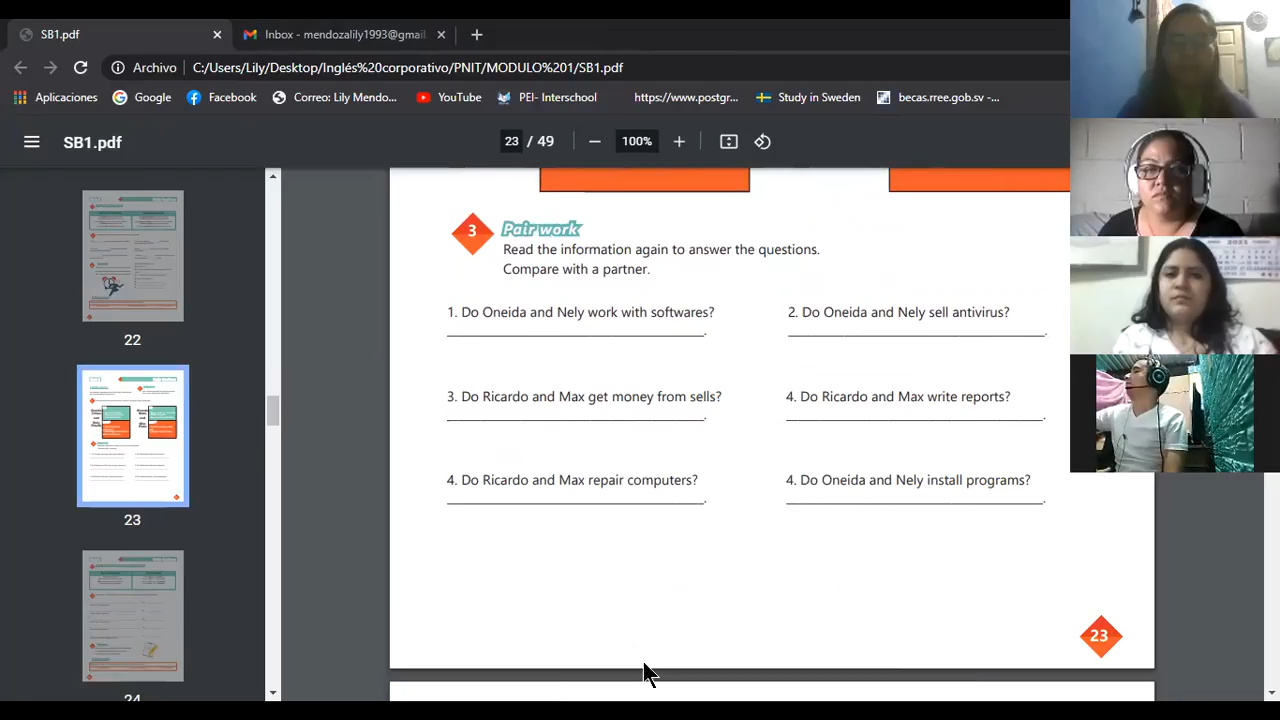 SB1.pdf
Inbox - mendozalily1993@gmail.
Archivo C:/Users/Lily/Desktop/Inglés%20corporativo/PNIT/MODULO%201/SB1.pdf
Aplicaciones Google Facebook Correo: Lily Mendo... YouTube PEI- Interschool https://www.postgr... Study in Sweden becas.rree.gob.sv -...
SB1.pdf 23 / 49 100%
22
23
24
3 Pair work
Read the information again to answer the questions.
Compare with a partner.
1. Do Oneida and Nely work with softwares? 2. Do Oneida and Nely sell antivirus?
3. Do Ricardo and Max get money from sells? 4. Do Ricardo and Max write reports?
4. Do Ricardo and Max repair computers? 4. Do Oneida and Nely install programs?
23